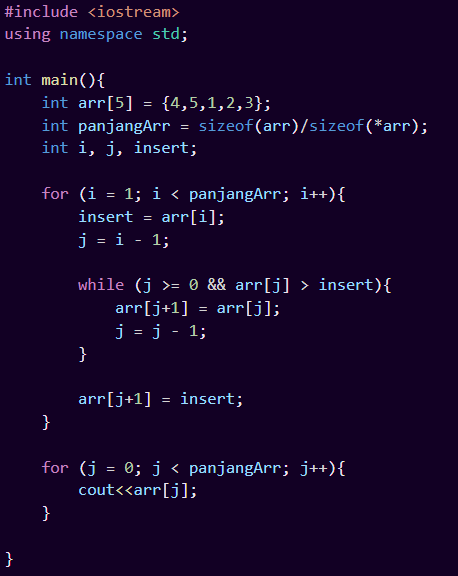 #include <iostream>
using namespace std;
int main(){
int arr[5] = {4,5,1,2,3};
int panjangArr = sizeof(arr)/sizeof(*arr);
int i, j, insert;
for (i = 1; i < panjangArr; i++){
insert = arr[i];
j = i - 1;
while (j >= 0 && arr[j] > insert){
arr[j+1] = arr[j];
j = j - 1;
}
arr[j+1] = insert;
}
for (j = 0; j < panjangArr; j++){
cout<<arr[j];
}
}